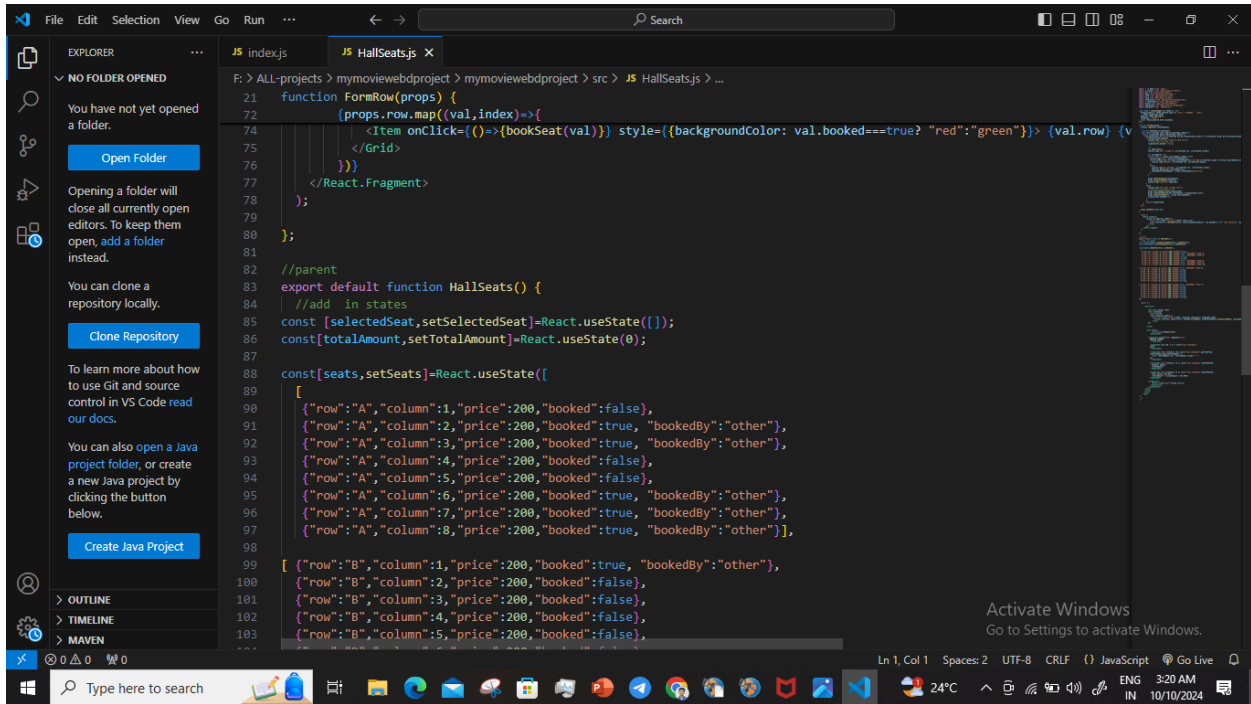 File Edit Selection View Go Run ··· Search
EXPLORER ···
NO FOLDER OPENED
You have not yet opened
a folder.
Open Folder
Opening a folder will
close all currently open
editors. To keep them
open, add a folder
instead.
You can clone a
repository locally.
Clone Repository
To learn more about how
to use Git and source
control in VS Code read
our docs.
You can also open a Java
project folder, or create
a new Java project by
clicking the button
below.
Create Java Project
OUTLINE
TIMELINE
MAVEN
JS index.js JS HallSeats.js
F: > ALL-projects > mymoviewebdproject > mymoviewebdproject > src > JS HallSeats.js > ...
21 function FormRow(props) {
72 {props.row.map((val,index)=>{
74 <Item onClick={()=>{bookSeat(val)}} style={{backgroundColor: val.booked===true? "red":"green"}}> {val.row} {v
75 </Grid>
76 })}
77 </React.Fragment>
78 );
79
80 };
81
82 //parent
83 export default function HallSeats() {
84 //add in states
85 const [selectedSeat,setSelectedSeat]=React.useState([]);
86 const[totalAmount,setTotalAmount]=React.useState(0);
87
88 const[seats,setSeats]=React.useState([
89 [
90 {"row":"A","column":1,"price":200,"booked":false},
91 {"row":"A","column":2,"price":200,"booked":true, "bookedBy":"other"},
92 {"row":"A","column":3,"price":200,"booked":true, "bookedBy":"other"},
93 {"row":"A","column":4,"price":200,"booked":false},
94 {"row":"A","column":5,"price":200,"booked":false},
95 {"row":"A","column":6,"price":200,"booked":true, "bookedBy":"other"},
96 {"row":"A","column":7,"price":200,"booked":true, "bookedBy":"other"},
97 {"row":"A","column":8,"price":200,"booked":true, "bookedBy":"other"}],
98
99 [ {"row":"B","column":1,"price":200,"booked":true, "bookedBy":"other"},
100 {"row":"B","column":2,"price":200,"booked":false},
101 {"row":"B","column":3,"price":200,"booked":false},
102 {"row":"B","column":4,"price":200,"booked":false},
103 {"row":"B","column":5,"price":200,"booked":false},
Activate Windows
Go to Settings to activate Windows.
0 0 0 Ln 1, Col 1 Spaces: 2 UTF-8 CRLF {} JavaScript Go Live
Type here to search 24°C ENG 3:20 AM
IN 10/10/2024